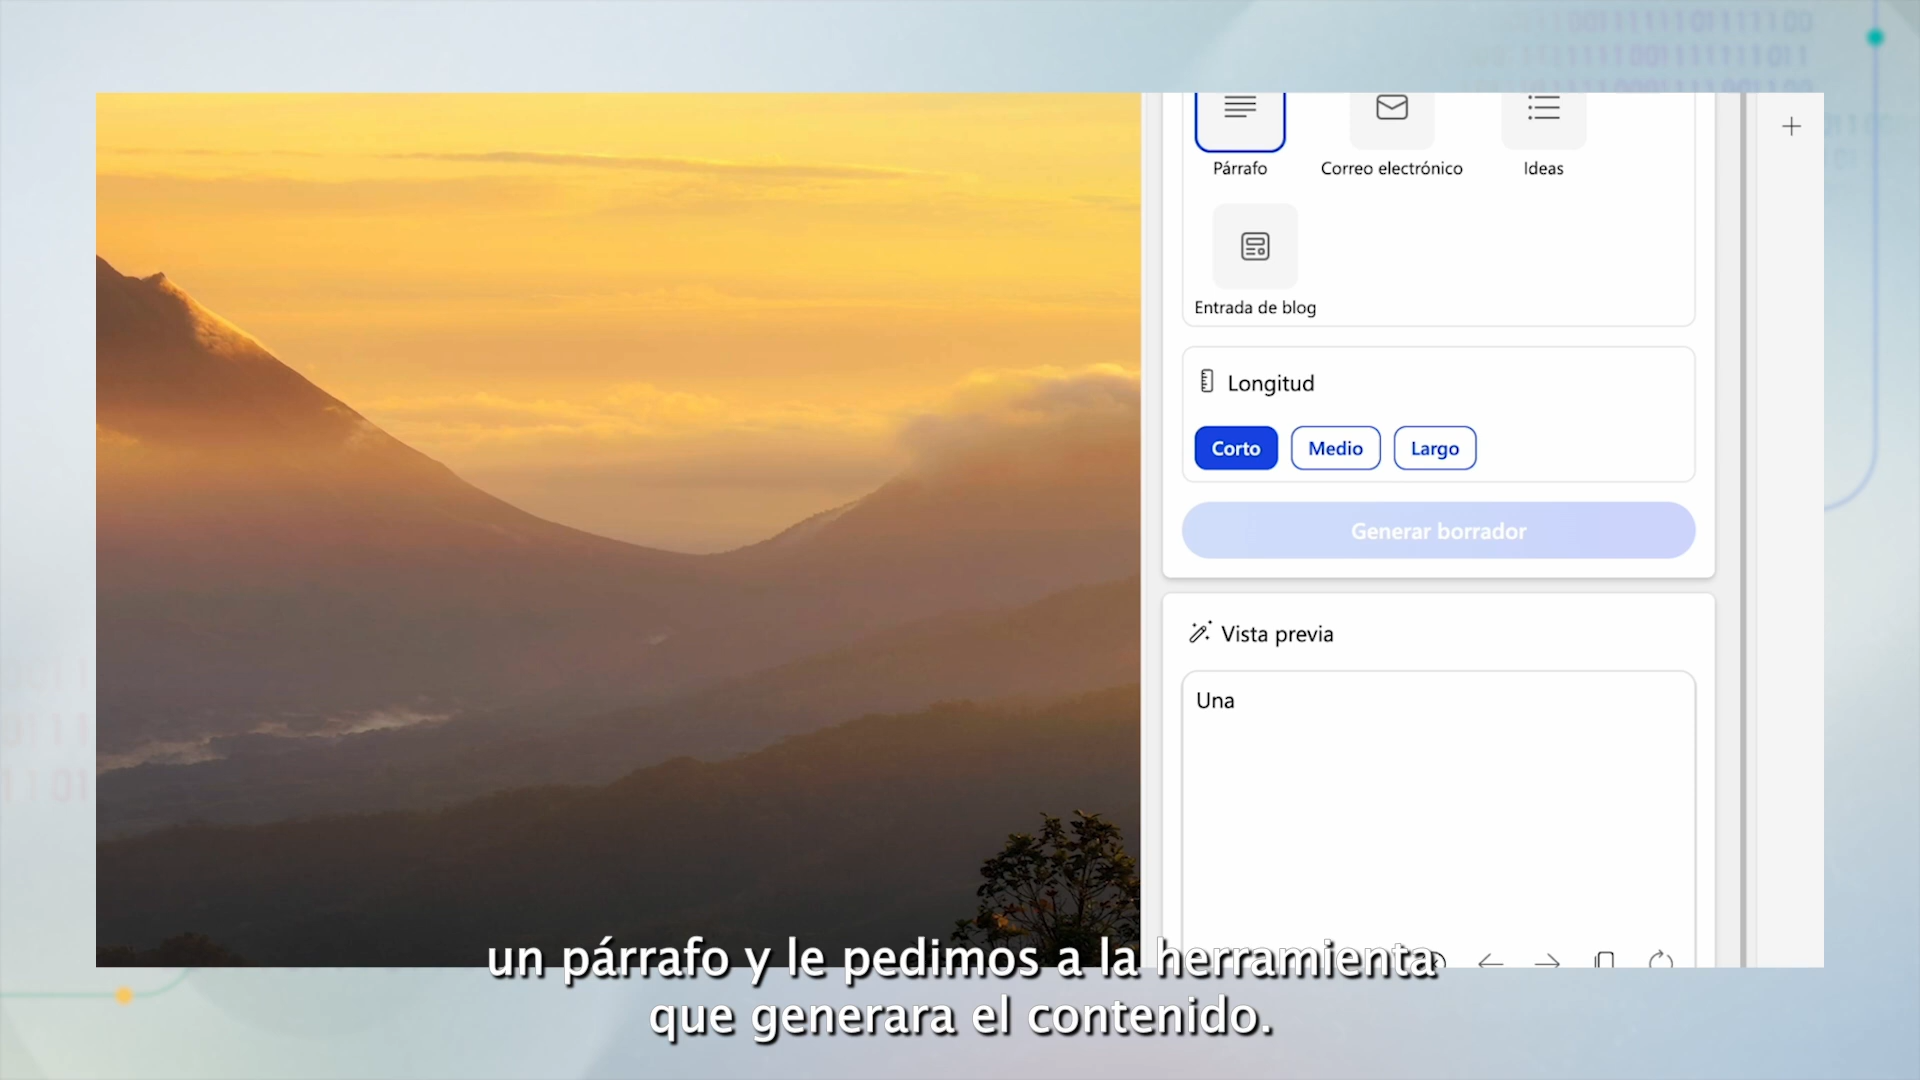 Párrafo
Correo electrónico
Ideas
Entrada de blog
Longitud
Corto
Medio
Largo
Generar borrador
Vista previa
Una
un párrafo y le pedimos a la herramienta
que generara el contenido.